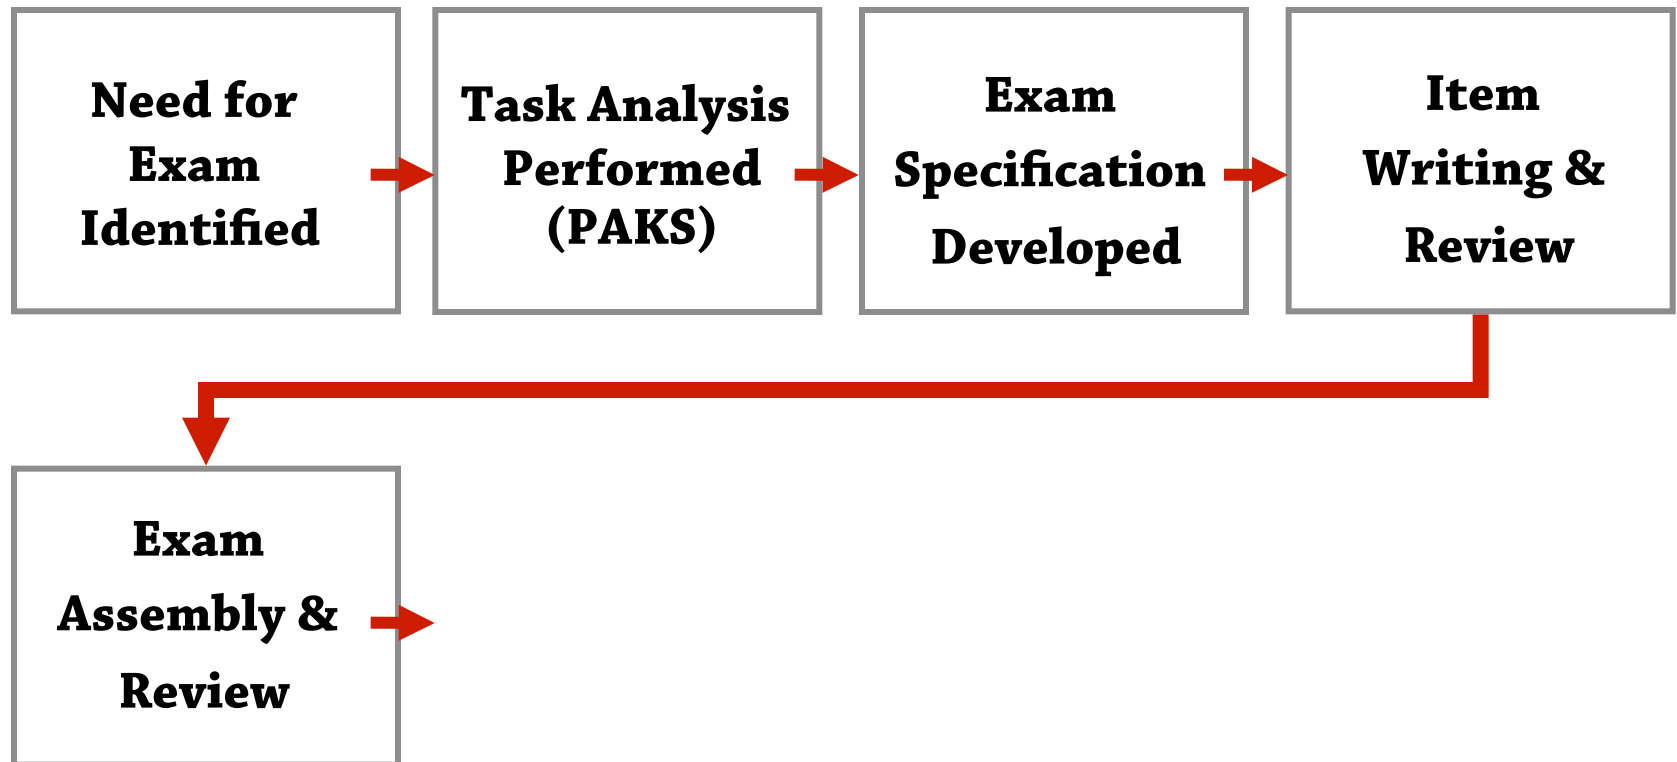 Need for
Exam
Identified
Task Analysis
Performed
(PAKS)
Exam
Specification
Developed
Item
Writing &
Review
Exam
Assembly &
Review